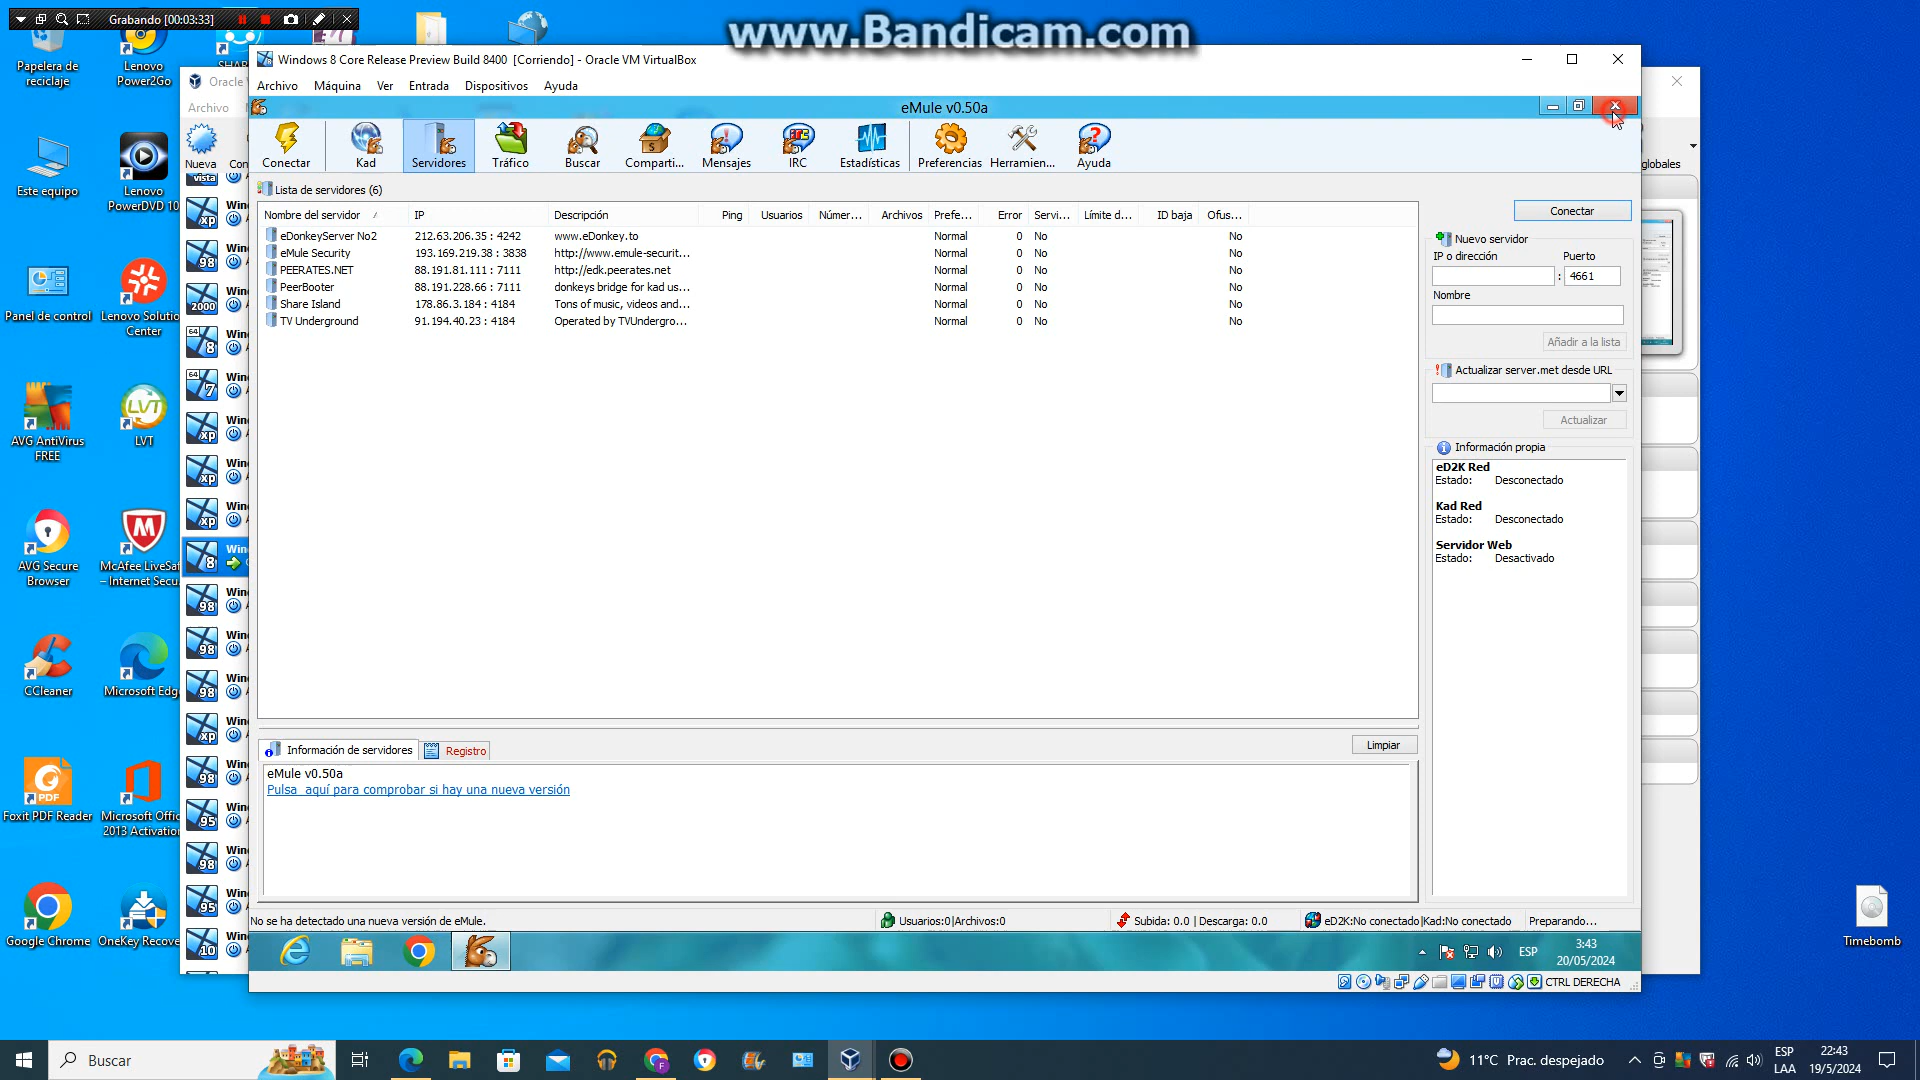 Grabando [00:03:33]
www.Bandicam.com
Papelera de reciclaje
Lenovo Power2Go
Este equipo
Lenovo PowerDVD 10
Panel de control
Lenovo Solutio Center
AVG AntiVirus FREE
LVT
AVG Secure Browser
McAfee LiveSaf – Internet Secu.
CCleaner
Microsoft Edg
Foxit PDF Reader
Microsoft Offic 2013 Activation
Google Chrome
OneKey Recove
Timebomb
Oracle
Archivo
Nueva
globales
Windows 8 Core Release Preview Build 8400 [Corriendo] - Oracle VM VirtualBox
Archivo Máquina Ver Entrada Dispositivos Ayuda
eMule v0.50a
Conectar Kad Servidores Tráfico Buscar Comparti... Mensajes IRC Estadísticas Preferencias Herramien... Ayuda
Lista de servidores (6)
Nombre del servidor IP Descripción Ping Usuarios Númer... Archivos Prefe... Error Servi... Límite d... ID baja Ofus...
eDonkeyServer No2 212.63.206.35 : 4242 www.eDonkey.to Normal 0 No No
eMule Security 193.169.219.38 : 3838 http://www.emule-securit... Normal 0 No No
PEERATES.NET 88.191.81.111 : 7111 http://edk.peerates.net Normal 0 No No
PeerBooter 88.191.228.66 : 7111 donkeys bridge for kad us... Normal 0 No No
Share Island 178.86.3.184 : 4184 Tons of music, videos and... Normal 0 No No
TV Underground 91.194.40.23 : 4184 Operated by TVUndergro... Normal 0 No No
Conectar
Nuevo servidor
IP o dirección Puerto
: 4661
Nombre
Añadir a la lista
Actualizar server.met desde URL
Actualizar
Información propia
eD2K Red
Estado: Desconectado
Kad Red
Estado: Desconectado
Servidor Web
Estado: Desactivado
Información de servidores Registro Limpiar
eMule v0.50a
Pulsa aquí para comprobar si hay una nueva versión
No se ha detectado una nueva versión de eMule. Usuarios:0|Archivos:0 Subida: 0.0 | Descarga: 0.0 eD2K:No conectado|Kad:No conectado Preparando...
ESP 3:43
20/05/2024
CTRL DERECHA
Buscar
11°C Prac. despejado
ESP LAA
22:43
19/5/2024